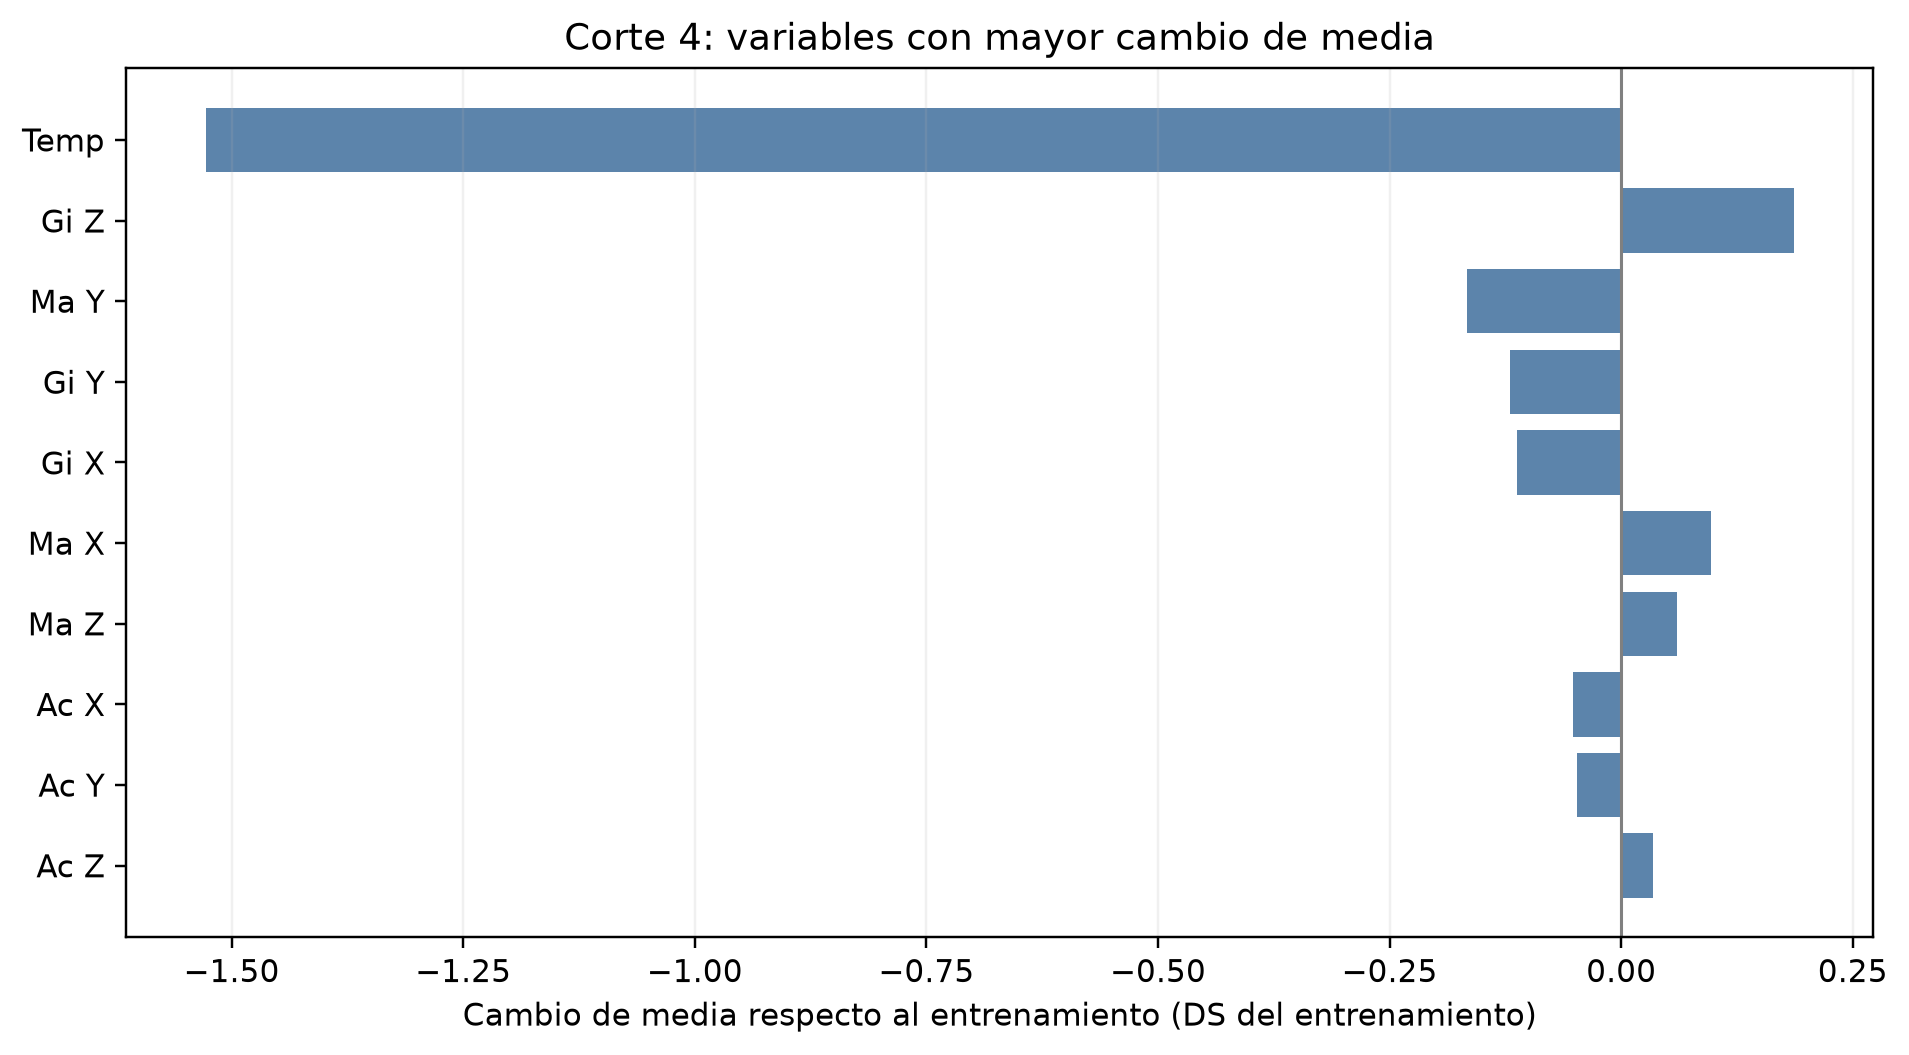 Corte 4: variables con mayor cambio de media
Temp
Gi Z
Ma Y
Gi Y
Gi X
Ma X
Ma Z
Ac X
Ac Y
Ac Z
−1.50 −1.25 −1.00 −0.75 −0.50 −0.25 0.00 0.25
Cambio de media respecto al entrenamiento (DS del entrenamiento)